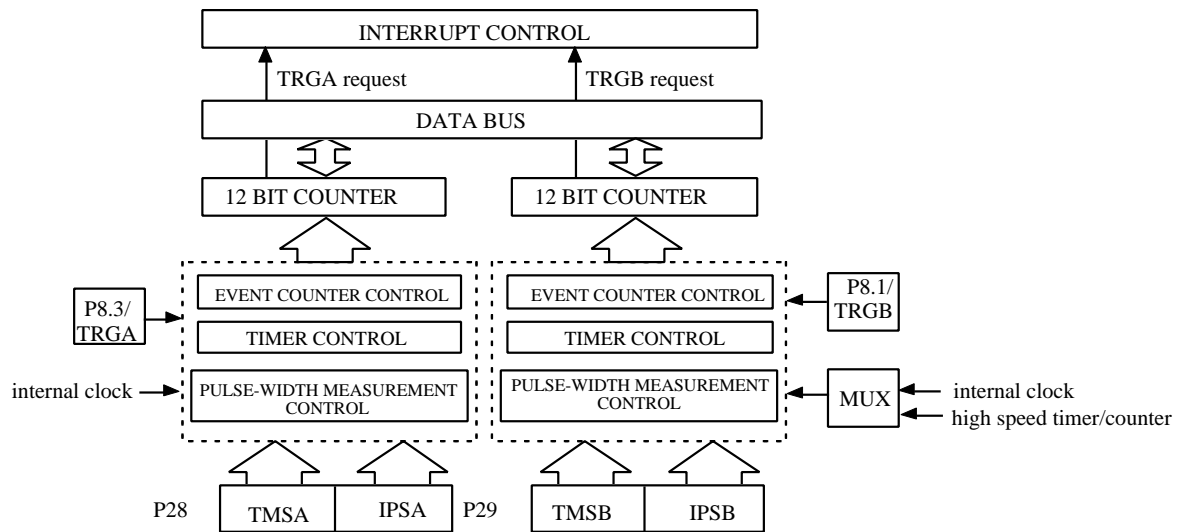 INTERRUPT CONTROL
TRGA request
TRGB request
DATA BUS
12 BIT COUNTER
12 BIT COUNTER
EVENT COUNTER CONTROL
TIMER CONTROL
PULSE-WIDTH MEASUREMENT
CONTROL
EVENT COUNTER CONTROL
TIMER CONTROL
PULSE-WIDTH MEASUREMENT
CONTROL
P8.3/
TRGA
internal clock
P8.1/
TRGB
MUX
internal clock
high speed timer/counter
P28
TMSA
IPSA
P29
TMSB
IPSB